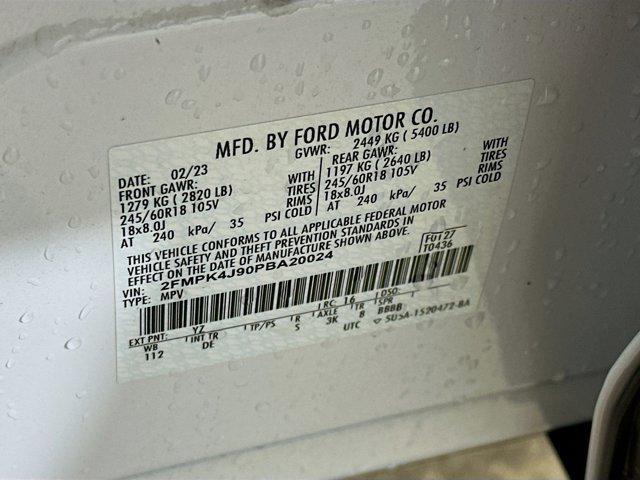 MFD. BY FORD MOTOR CO.
DATE: 02/23 GVWR: 2449 KG ( 5400 LB)
FRONT GAWR: WITH REAR GAWR: WITH
1279 KG ( 2820 LB) TIRES 1197 KG ( 2640 LB) TIRES
245/60R18 105V RIMS 245/60R18 105V RIMS
18x8.0J 18x8.0J
AT 240 kPa/ 35 PSI COLD AT 240 kPa/ 35 PSI COLD
THIS VEHICLE CONFORMS TO ALL APPLICABLE FEDERAL MOTOR
VEHICLE SAFETY AND THEFT PREVENTION STANDARDS IN
EFFECT ON THE DATE OF MANUFACTURE SHOWN ABOVE.
F0127
T0436
VIN: 2FMPK4J90PBA20024
TYPE: MPV
EXT PNT: YZ RC: 16 DSO:
WB INT TR TP/PS R AXLE TR SPR
112 DE S 3K 8 BBBB
UTC ▽ 5U5A-1520472-BA